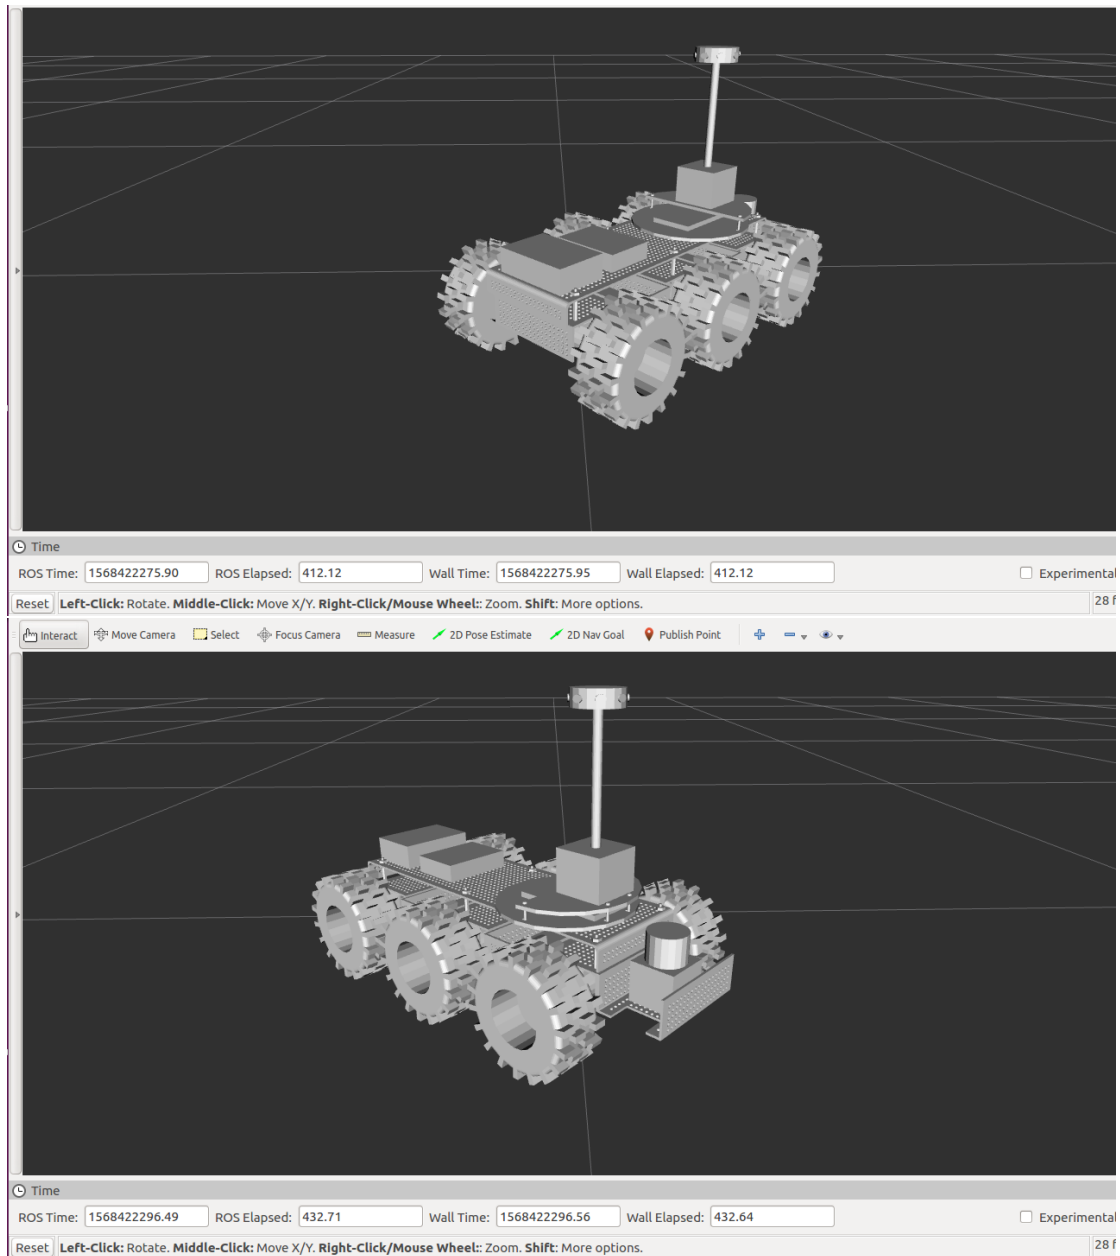 Time
ROS Time: 1568422275.90 ROS Elapsed: 412.12 Wall Time: 1568422275.95 Wall Elapsed: 412.12 Experimental
Reset Left-Click: Rotate. Middle-Click: Move X/Y. Right-Click/Mouse Wheel:: Zoom. Shift: More options. 28 f
Interact Move Camera Select Focus Camera Measure 2D Pose Estimate 2D Nav Goal Publish Point
Time
ROS Time: 1568422296.49 ROS Elapsed: 432.71 Wall Time: 1568422296.56 Wall Elapsed: 432.64 Experimental
Reset Left-Click: Rotate. Middle-Click: Move X/Y. Right-Click/Mouse Wheel:: Zoom. Shift: More options. 28 f